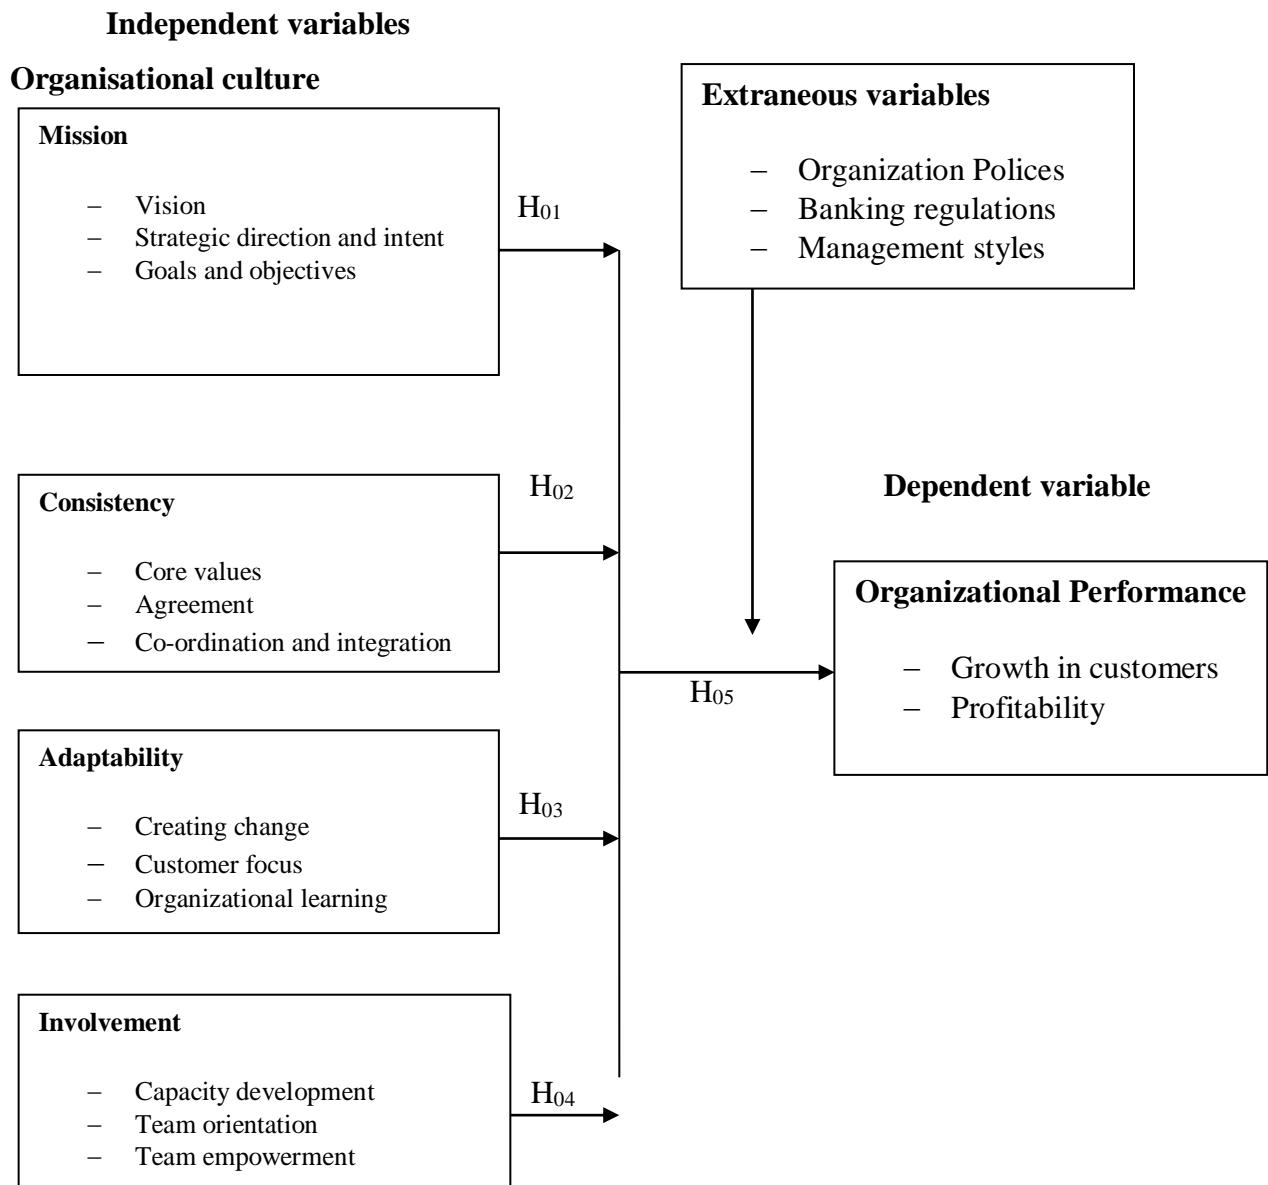 Independent variables
Organisational culture
Mission
– Vision
– Strategic direction and intent
– Goals and objectives
H01
Extraneous variables
– Organization Polices
– Banking regulations
– Management styles
Consistency
– Core values
– Agreement
– Co-ordination and integration
H02
Dependent variable
Organizational Performance
– Growth in customers
– Profitability
H05
Adaptability
– Creating change
– Customer focus
– Organizational learning
H03
Involvement
– Capacity development
– Team orientation
– Team empowerment
H04